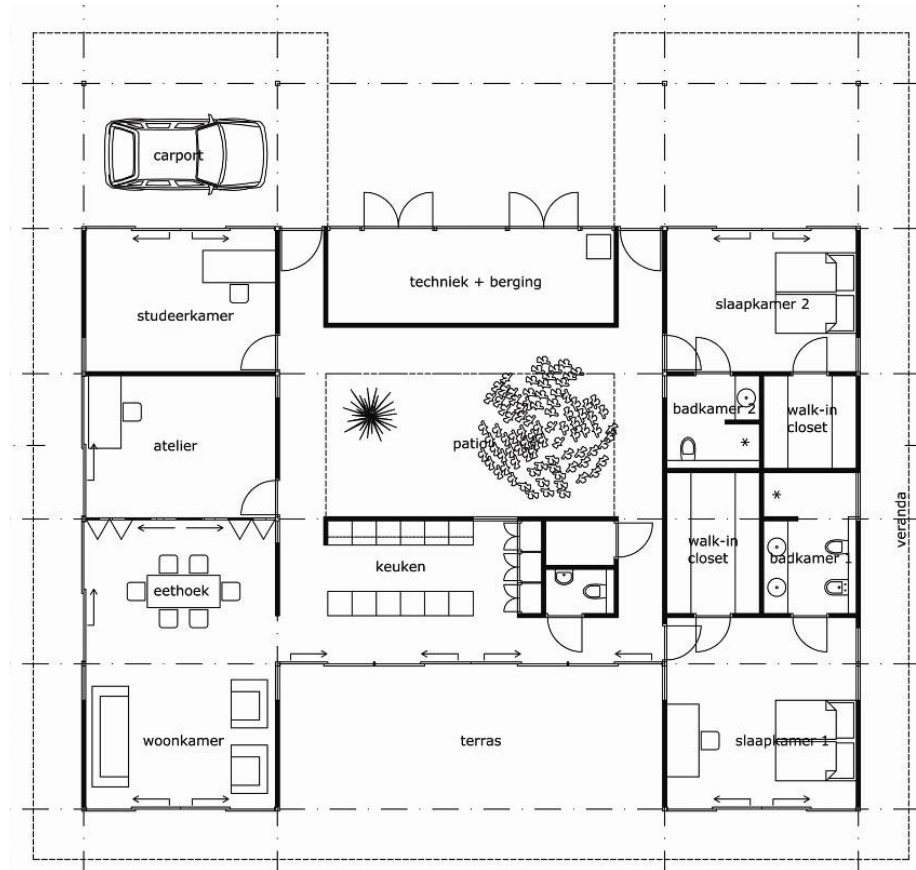 carport
techniek + berging
studeerkamer
slaapkamer 2
badkamer 2
walk-in
closet
*
atelier
*
veranda
keuken
walk-in
closet
badkamer 1
eethoek
woonkamer
terras
slaapkamer 1